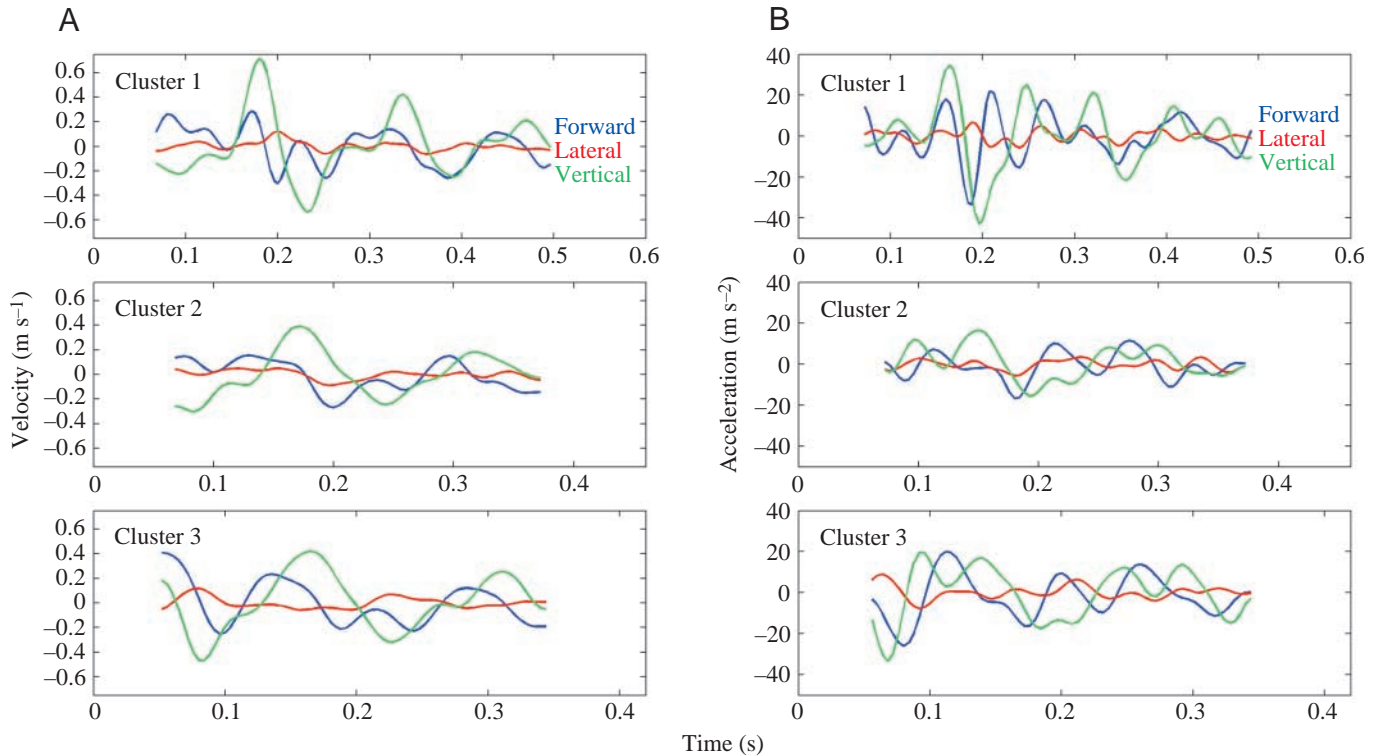 A
B
0.6
0.4
0.2
0
–0.2
–0.4
–0.6
Cluster 1
Forward
Lateral
Vertical
0 0.1 0.2 0.3 0.4 0.5 0.6
40
20
0
–20
–40
Cluster 1
Forward
Lateral
Vertical
0 0.1 0.2 0.3 0.4 0.5 0.6
Velocity (m s–1)
0.6
0.4
0.2
0
–0.2
–0.4
–0.6
Cluster 2
0 0.1 0.2 0.3 0.4
Acceleration (m s–2)
40
20
0
–20
–40
Cluster 2
0 0.1 0.2 0.3 0.4
0.6
0.4
0.2
0
–0.2
–0.4
–0.6
Cluster 3
0 0.1 0.2 0.3 0.4
40
20
0
–20
–40
Cluster 3
0 0.1 0.2 0.3 0.4
Time (s)